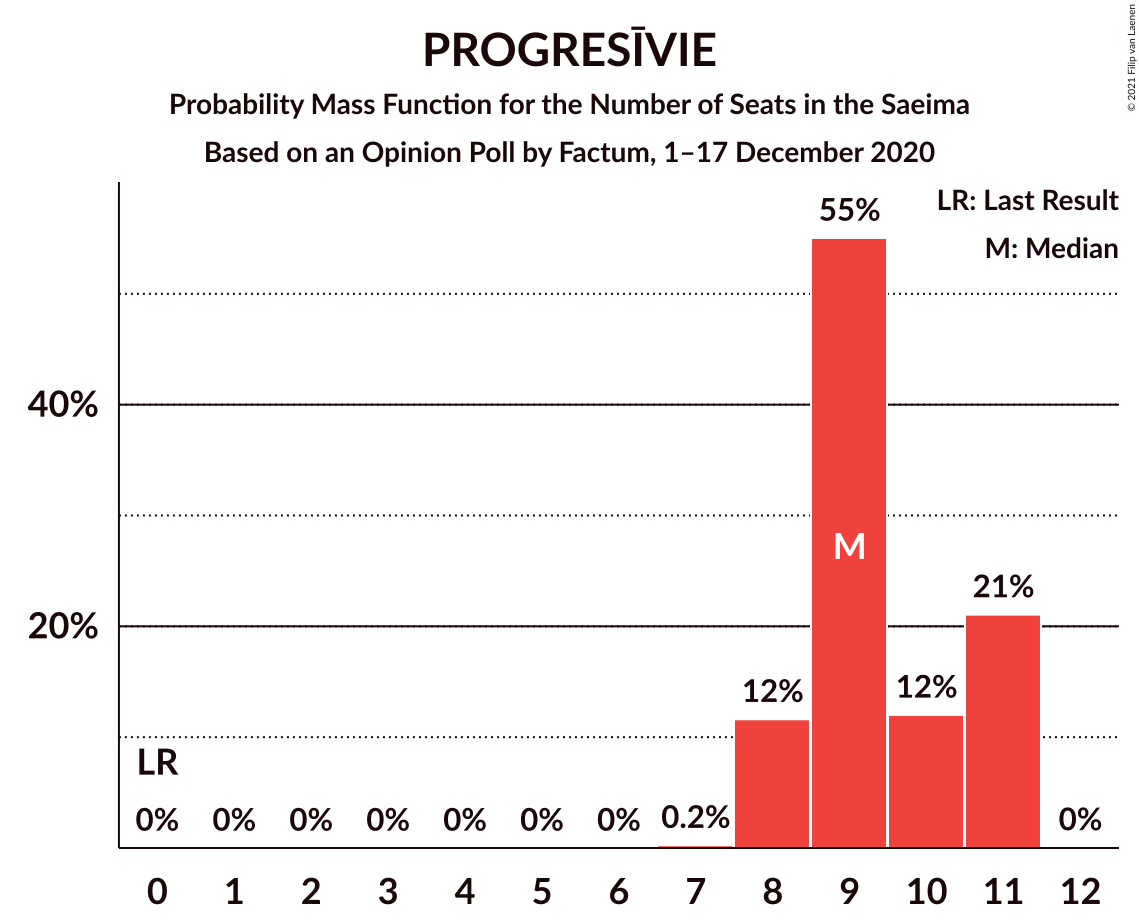 PROGRESĪVIE
Probability Mass Function for the Number of Seats in the Saeima
Based on an Opinion Poll by Factum, 1–17 December 2020
© 2021 Filip van Laenen
LR: Last Result
M: Median
55%
40%
M
21%
20%
12%
12%
LR
0% 0% 0% 0% 0% 0% 0% 0.2% 0%
0 1 2 3 4 5 6 7 8 9 10 11 12